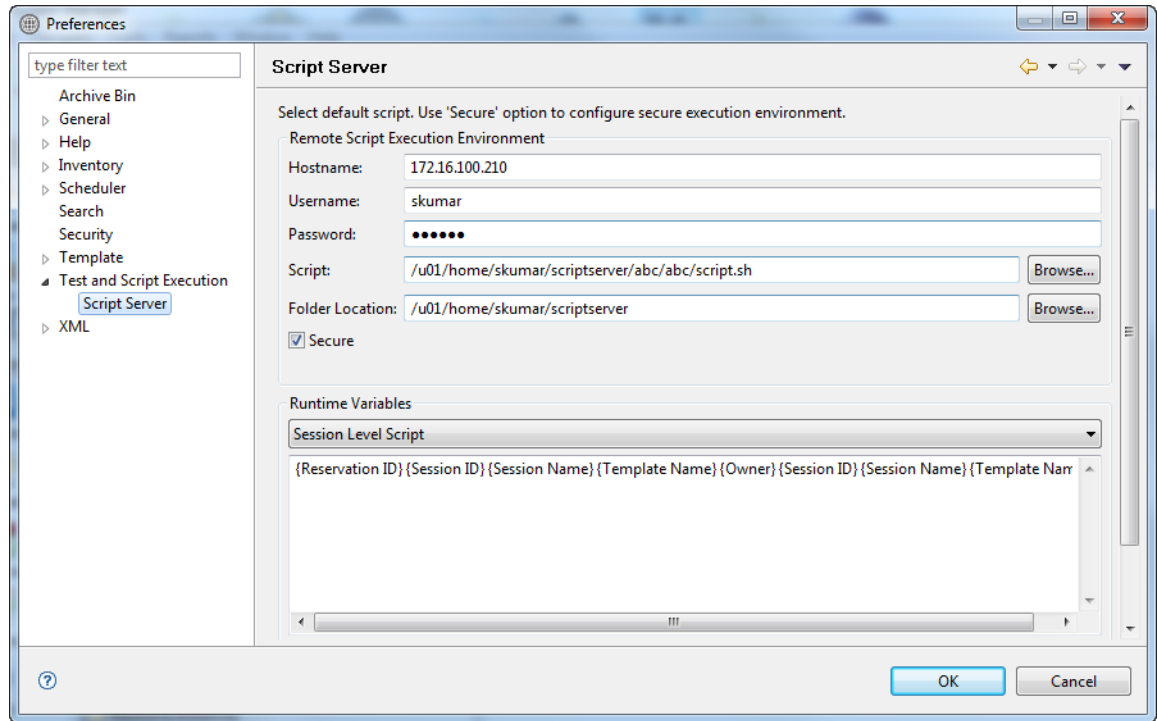 Preferences
type filter text
Archive Bin
General
Help
Inventory
Scheduler
Search
Security
Template
Test and Script Execution
Script Server
XML
Script Server
Select default script. Use 'Secure' option to configure secure execution environment.
Remote Script Execution Environment
Hostname: 172.16.100.210
Username: skumar
Password: ●●●●●●
Script: /u01/home/skumar/scriptserver/abc/abc/script.sh Browse...
Folder Location: /u01/home/skumar/scriptserver Browse...
Secure
Runtime Variables
Session Level Script
{Reservation ID} {Session ID} {Session Name} {Template Name} {Owner} {Session ID} {Session Name} {Template Nam
OK Cancel